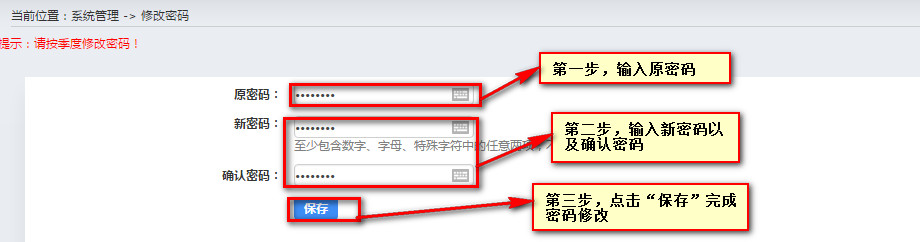 当前位置：系统管理 -> 修改密码
提示：请按季度修改密码！
第一步，输入原密码
原密码：
••••••••
新密码：
••••••••
至少包含数字、字母、特殊字符中的任意两项
第二步，输入新密码以
及确认密码
确认密码：
••••••••
保存
第三步，点击“保存”完成
密码修改